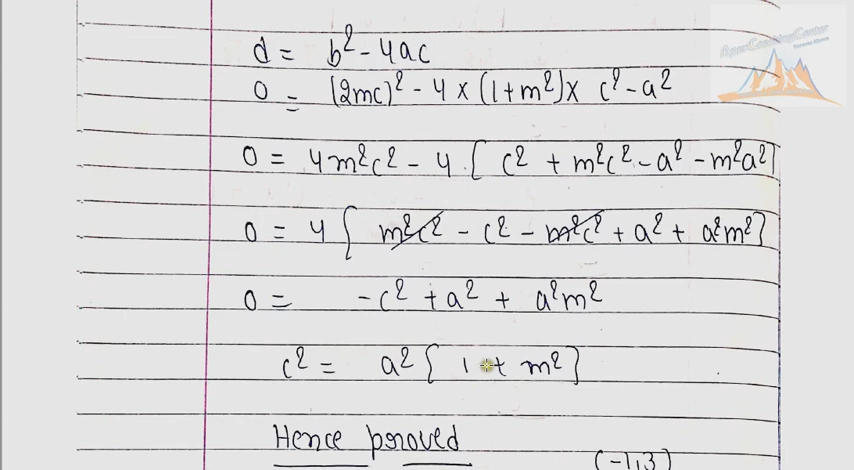 ApexCoachingCenter
d = b² - 4ac
0 = (2mc)² - 4 × (1+m²) × c² - a²
0 = 4m²c² - 4 [ c² + m²c² - a² - m²a²]
0 = 4 { m²c² - c² - m²c² + a² + a²m²}
0 = -c² + a² + a²m²
c² = a² { 1 + m²}
Hence proved
(-1,3)